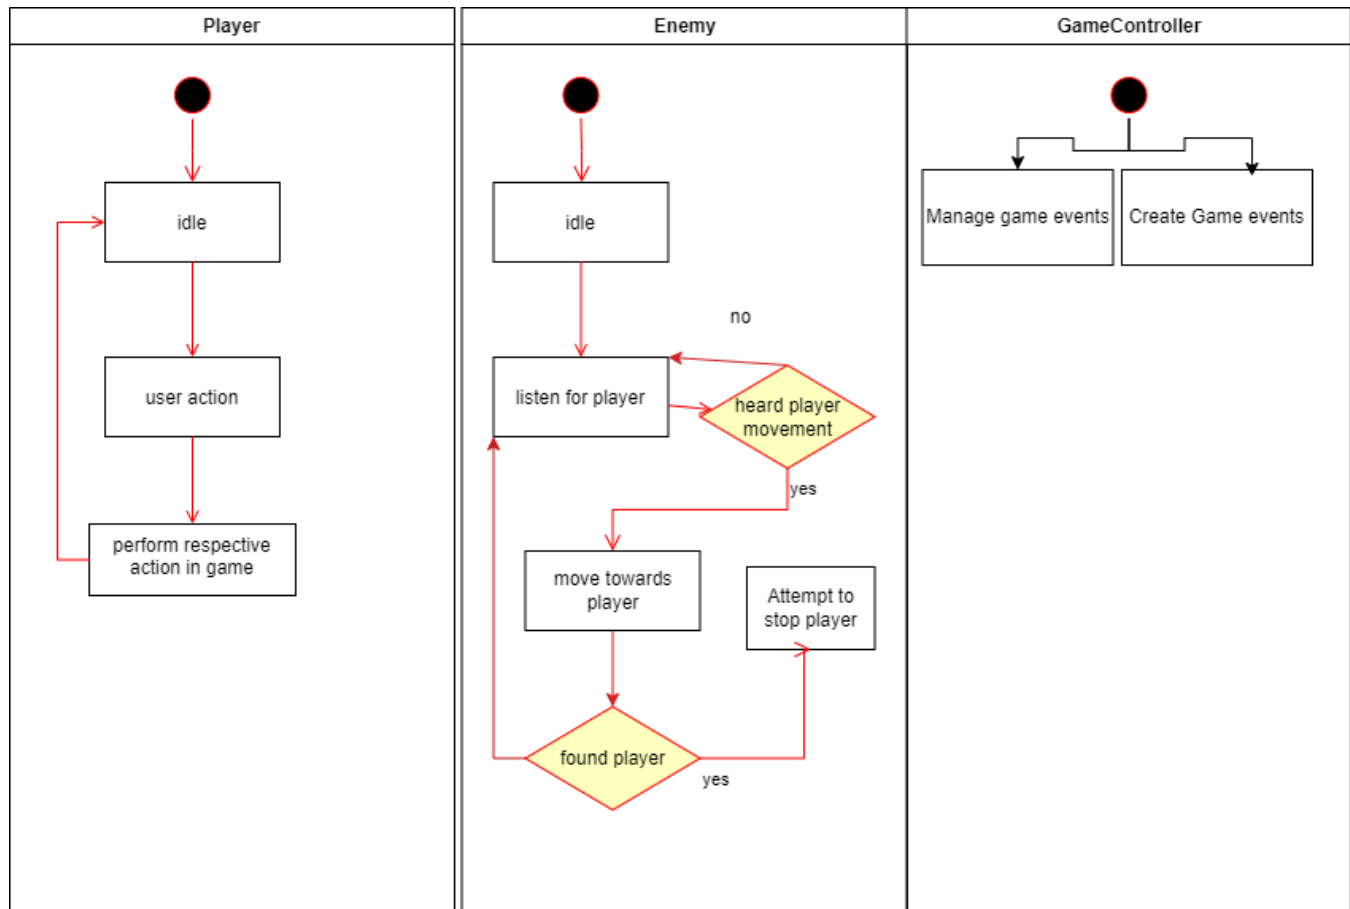 Player
Enemy
GameController
idle
user action
perform respective
action in game
idle
no
listen for player
heard player
movement
yes
move towards
player
Attempt to
stop player
found player
yes
Manage game events
Create Game events